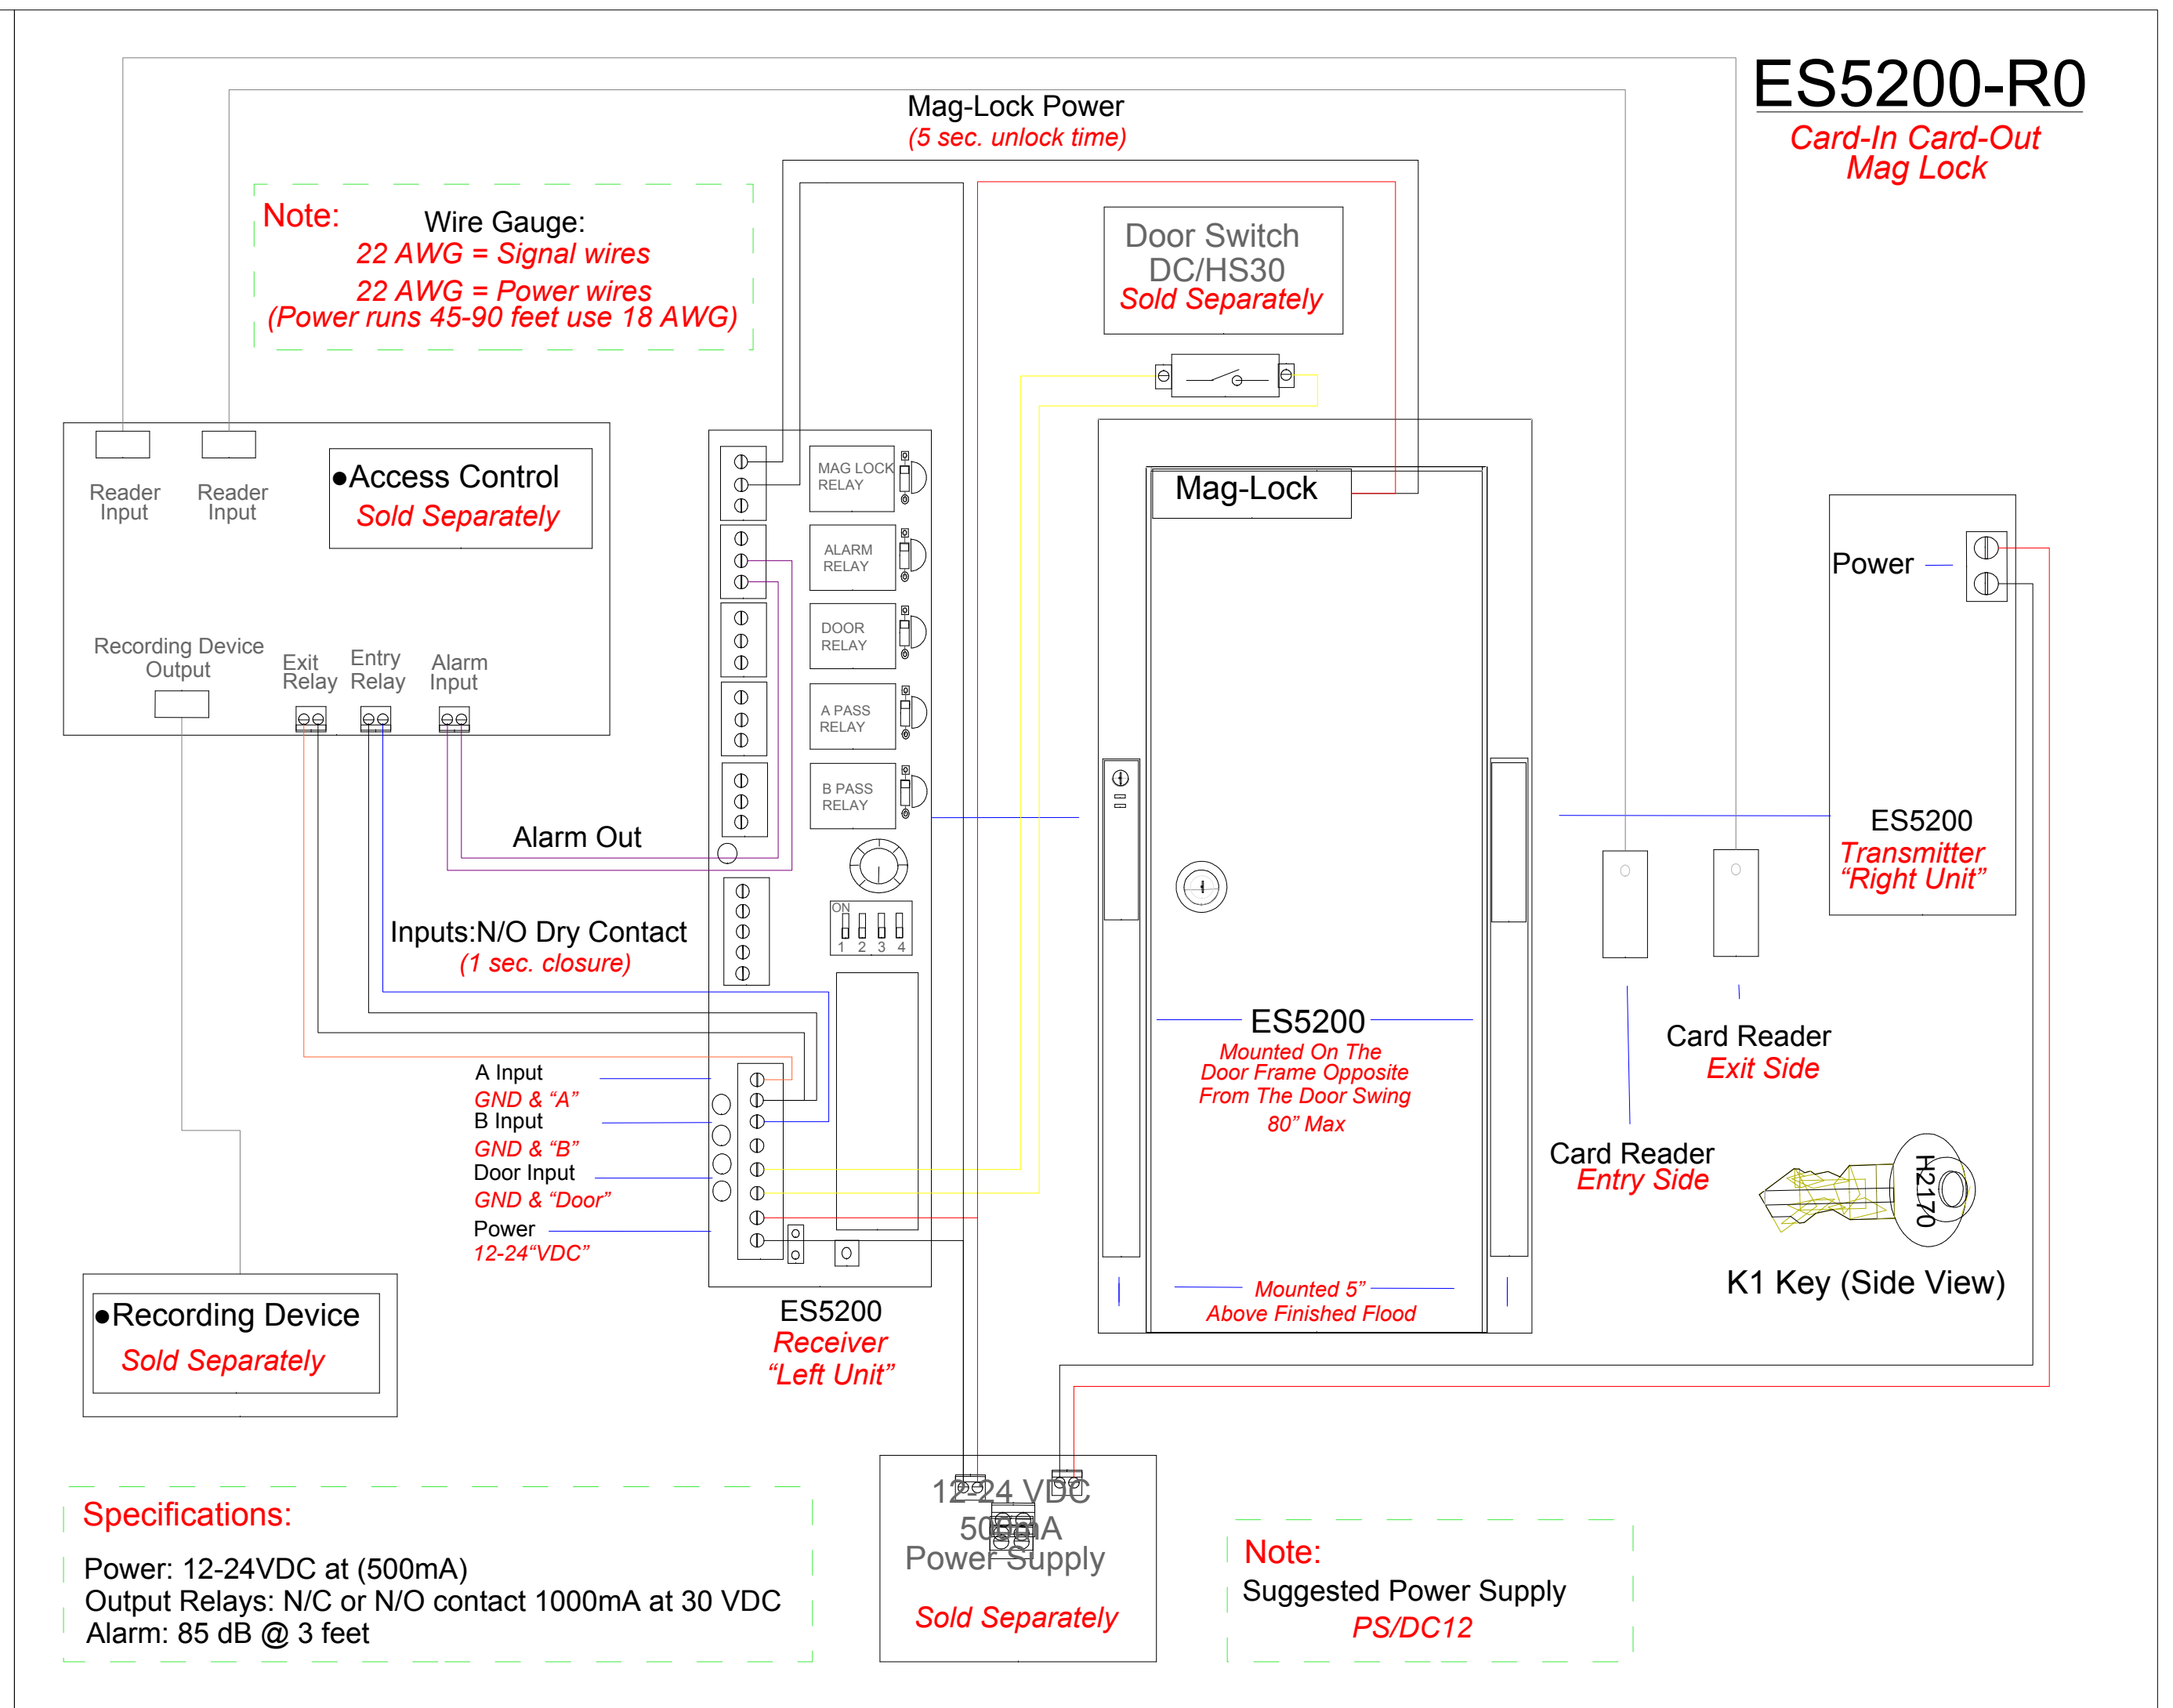 ES5200-R0
Card-In Card-Out
Mag Lock
Mag-Lock Power
(5 sec. unlock time)
Note:
Wire Gauge:
22 AWG = Signal wires
22 AWG = Power wires
(Power runs 45-90 feet use 18 AWG)
Door Switch
DC/HS30
Sold Separately
Reader
Input
Reader
Input
●Access Control
Sold Separately
Recording Device
Output
Exit
Relay
Entry
Relay
Alarm
Input
MAG LOCK
RELAY
ALARM
RELAY
DOOR
RELAY
A PASS
RELAY
B PASS
RELAY
ON
1 2 3 4
Mag-Lock
Power
ES5200
Transmitter
“Right Unit”
Alarm Out
Inputs:N/O Dry Contact
(1 sec. closure)
A Input
GND & “A”
B Input
GND & “B”
Door Input
GND & “Door”
Power
12-24“VDC”
ES5200
Mounted On The
Door Frame Opposite
From The Door Swing
80” Max
Mounted 5”
Above Finished Flood
Card Reader
Exit Side
Card Reader
Entry Side
H2170
K1 Key (Side View)
●Recording Device
Sold Separately
ES5200
Receiver
“Left Unit”
12-24 VDC
500mA
Power Supply
Sold Separately
Specifications:
Power: 12-24VDC at (500mA)
Output Relays: N/C or N/O contact 1000mA at 30 VDC
Alarm: 85 dB @ 3 feet
Note:
Suggested Power Supply
PS/DC12